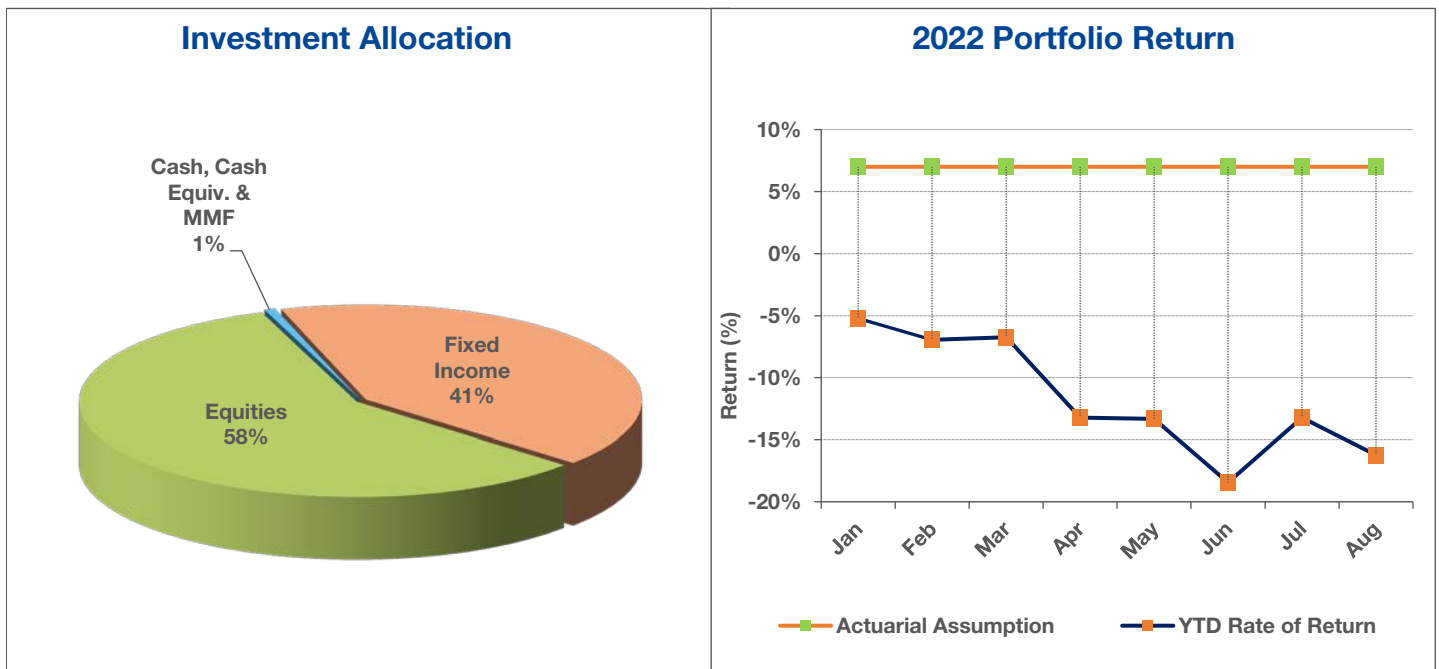 Investment Allocation
Cash, Cash
Equiv. &
MMF
1%
Fixed
Income
41%
Equities
58%
2022 Portfolio Return
Return (%)
10%
5%
0%
-5%
-10%
-15%
-20%
Jan
Feb
Mar
Apr
May
Jun
Jul
Aug
Actuarial Assumption
YTD Rate of Return